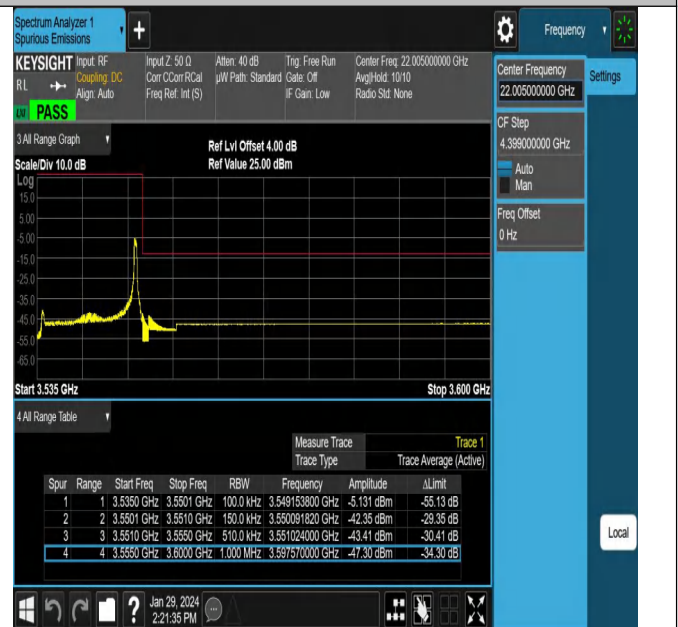 Spectrum Analyzer 1
Spurious Emissions
Frequency
KEYSIGHT Input: RF Input Z: 50 Ω Atten: 40 dB Trig: Free Run Center Freq: 22.005000000 GHz
RL Coupling: DC Corr CCorr RCal µW Path: Standard Gate: Off Avg|Hold: 10/10
Align: Auto Freq Ref: Int (S) IF Gain: Low Radio Std: None
LXI PASS
Center Frequency
22.005000000 GHz
Settings
CF Step
4.399000000 GHz
Auto
Man
Freq Offset
0 Hz
3 All Range Graph
Ref Lvl Offset 4.00 dB
Scale/Div 10.0 dB Ref Value 25.00 dBm
Log
15.0
5.00
-5.00
-15.0
-25.0
-35.0
-45.0
-55.0
-65.0
Start 3.535 GHz Stop 3.600 GHz
4 All Range Table
Measure Trace Trace 1
Trace Type Trace Average (Active)
Spur Range Start Freq Stop Freq RBW Frequency Amplitude ΔLimit
1 1 3.5350 GHz 3.5501 GHz 100.0 kHz 3.549153800 GHz -5.131 dBm -55.13 dB
2 2 3.5501 GHz 3.5510 GHz 150.0 kHz 3.550091820 GHz -42.35 dBm -29.35 dB
3 3 3.5510 GHz 3.5550 GHz 510.0 kHz 3.551024000 GHz -43.41 dBm -30.41 dB
4 4 3.5550 GHz 3.6000 GHz 1.000 MHz 3.597570000 GHz -47.30 dBm -34.30 dB
Local
Jan 29, 2024
2:21:35 PM